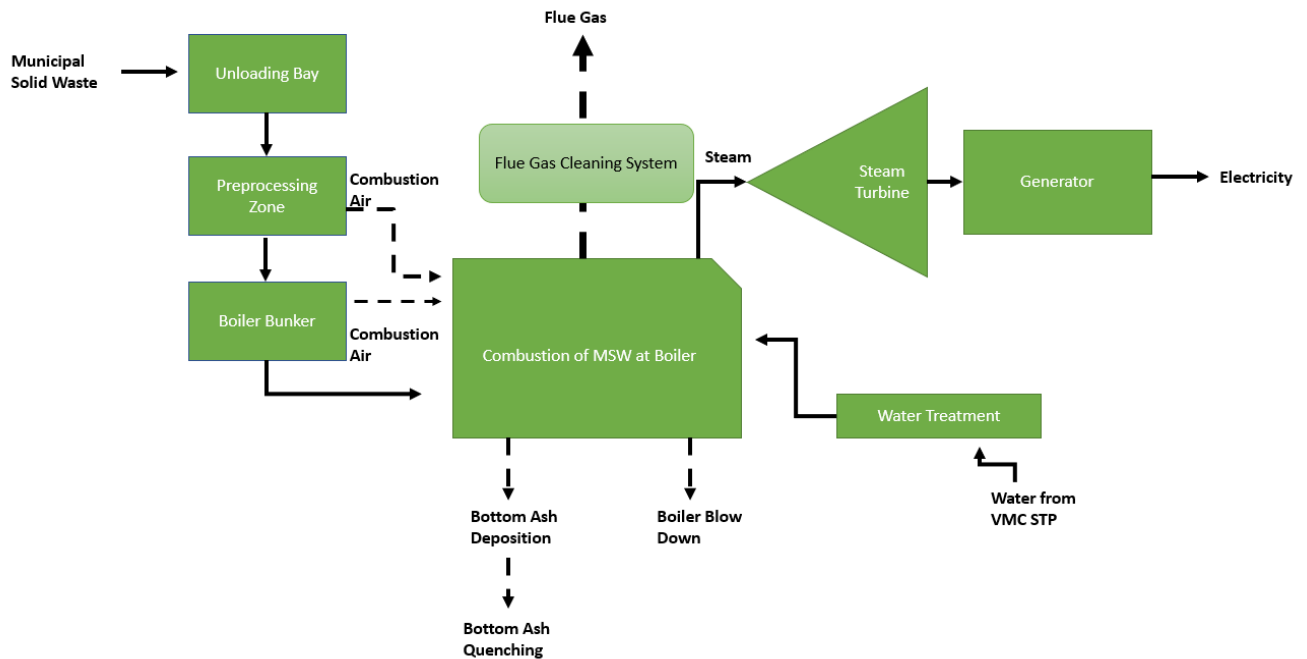 Flue Gas
Municipal
Solid Waste
Unloading Bay
Flue Gas Cleaning System
Steam
Steam
Turbine
Generator
Electricity
Preprocessing
Zone
Combustion
Air
Boiler Bunker
Combustion
Air
Combustion of MSW at Boiler
Water Treatment
Water from
VMC STP
Bottom Ash
Deposition
Boiler Blow
Down
Bottom Ash
Quenching